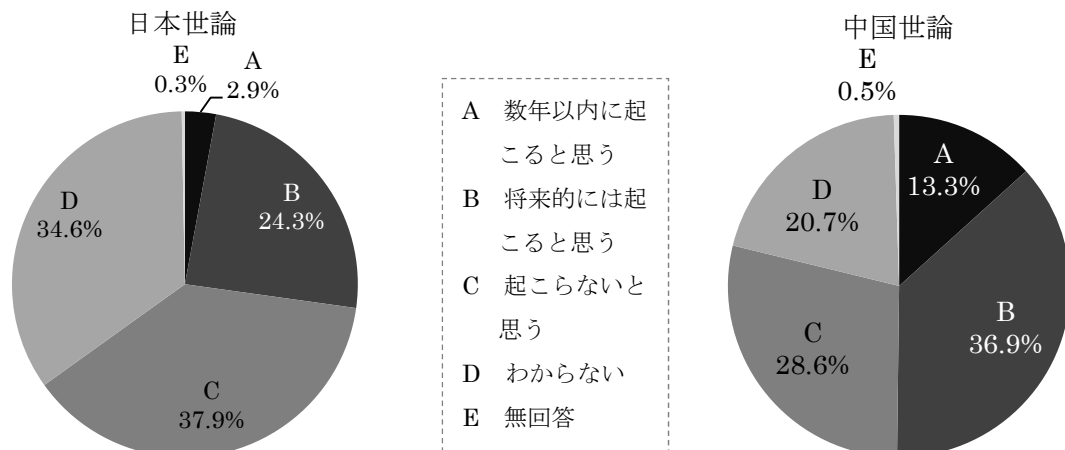 日本世論
E
0.3%
A
2.9%
B
24.3%
D
34.6%
C
37.9%
A 数年以内に起
こると思う
B 将来的には起
こると思う
C 起こらないと
思う
D わからない
E 無回答
中国世論
E
0.5%
A
13.3%
D
20.7%
B
36.9%
C
28.6%